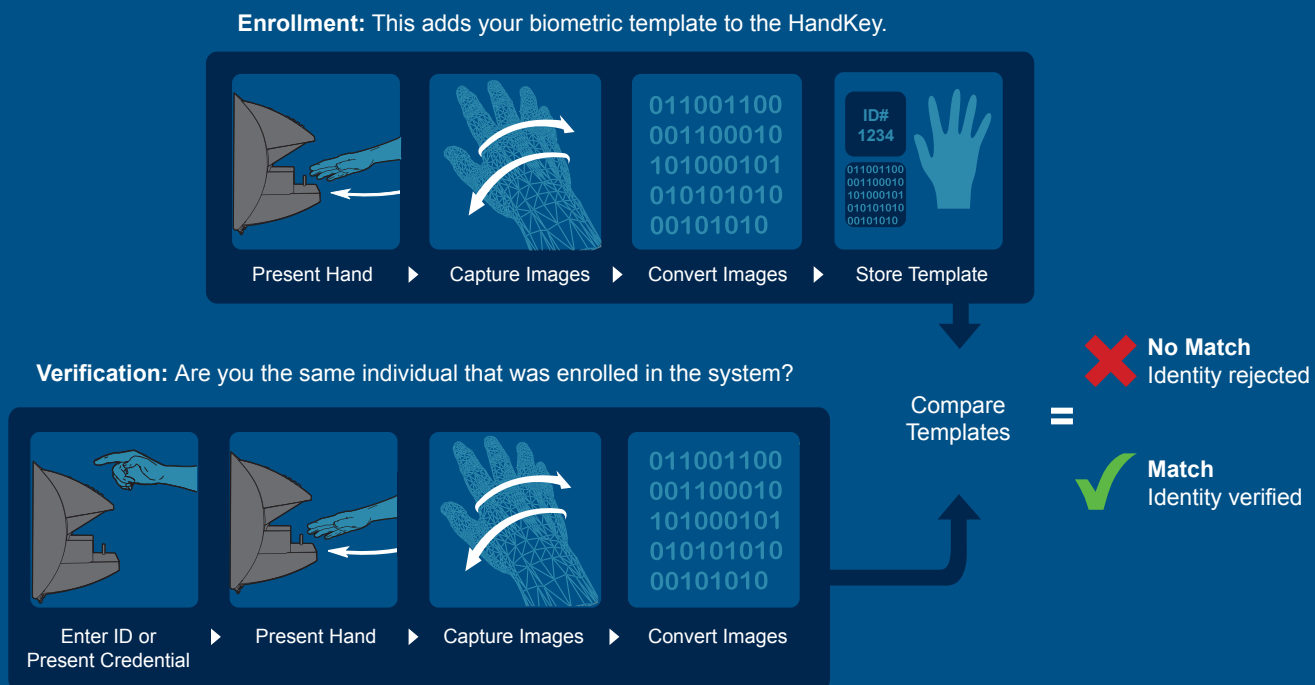 Enrollment: This adds your biometric template to the HandKey.
011001100
001100010
101000101
010101010
00101010
ID#
1234
011001100
001100010
101000101
010101010
00101010
Present Hand
Capture Images
Convert Images
Store Template
Verification: Are you the same individual that was enrolled in the system?
011001100
001100010
101000101
010101010
00101010
Enter ID or
Present Credential
Present Hand
Capture Images
Convert Images
Compare
Templates
=
No Match
Identity rejected
Match
Identity verified